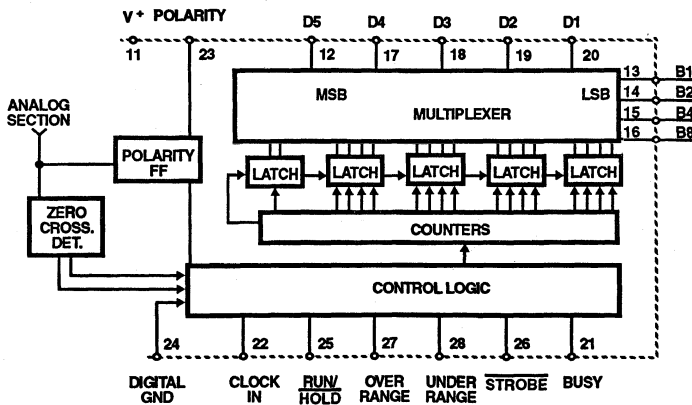 V+ POLARITY D5 D4 D3 D2 D1
11 23 12 17 18 19 20
13 B1
MSB LSB 14 B2
MULTIPLEXER 15 B4
16 B8
ANALOG
SECTION
POLARITY
FF
LATCH LATCH LATCH LATCH LATCH
ZERO
CROSS.
DET.
COUNTERS
CONTROL LOGIC
24 22 25 27 28 26 21
DIGITAL CLOCK RUN/ OVER UNDER STROBE BUSY
GND IN HOLD RANGE RANGE